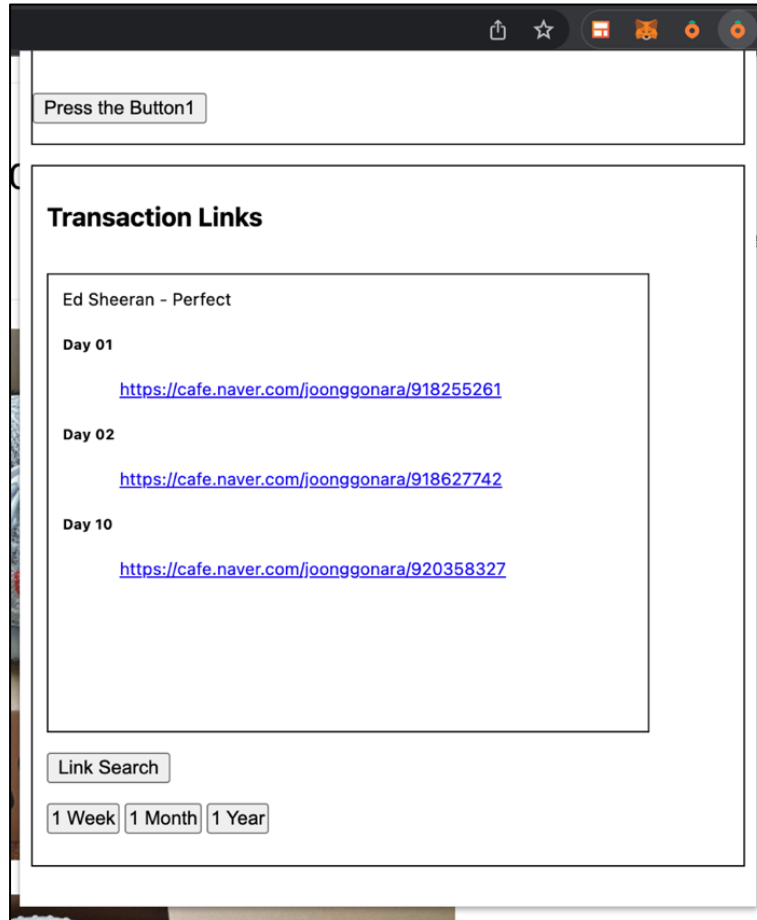 Press the Button1
Transaction Links
Ed Sheeran - Perfect
Day 01
https://cafe.naver.com/joonggonara/918255261
Day 02
https://cafe.naver.com/joonggonara/918627742
Day 10
https://cafe.naver.com/joonggonara/920358327
Link Search
1 Week 1 Month 1 Year